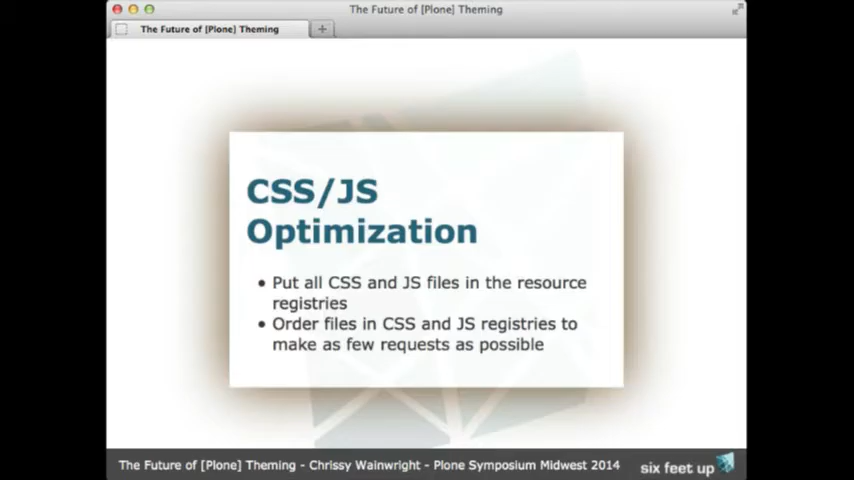 The Future of [Plone] Theming
The Future of [Plone] Theming
CSS/JS
Optimization
• Put all CSS and JS files in the resource
registries
• Order files in CSS and JS registries to
make as few requests as possible
The Future of [Plone] Theming - Chrissy Wainwright - Plone Symposium Midwest 2014
six feet up